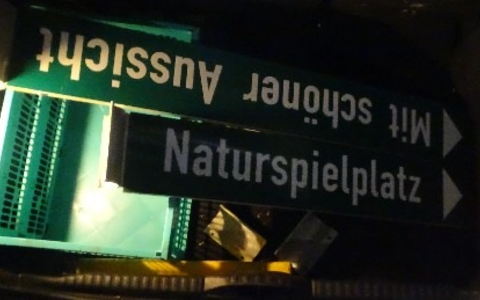 Mit schöner Aussicht
Naturspielplatz